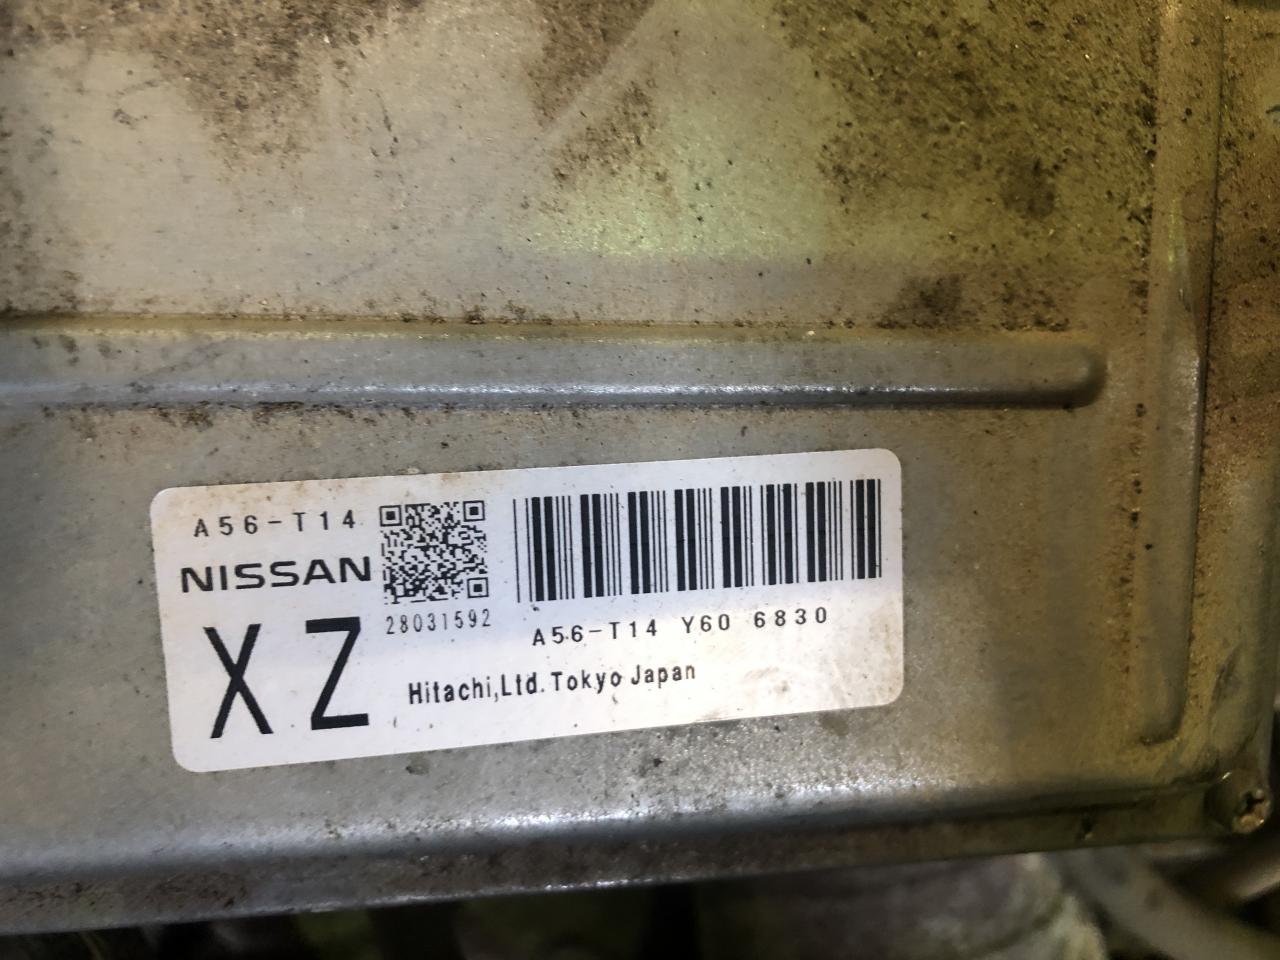 A56-T14
NISSAN
28031592
XZ
A56-T14 Y60 6830
Hitachi,Ltd.Tokyo Japan